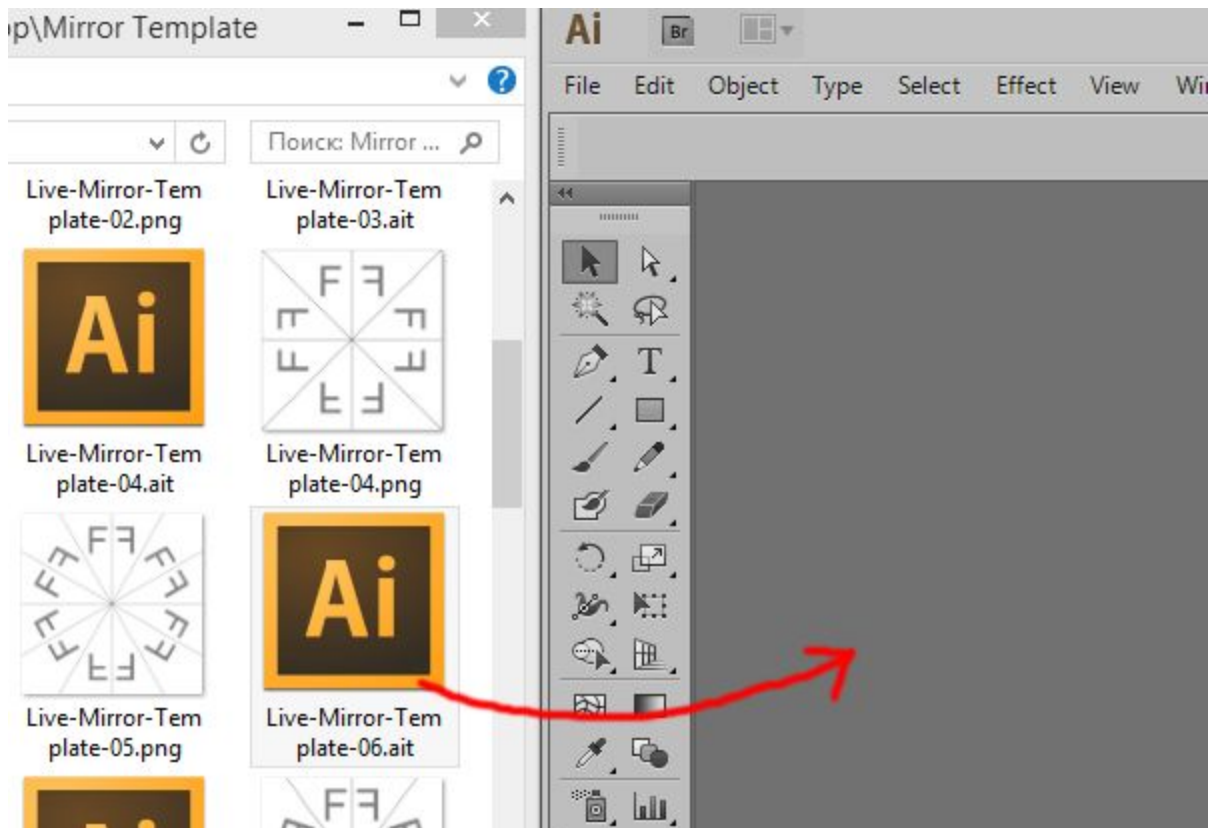 op\Mirror Template
Поиск: Mirror ...
Live-Mirror-Tem
plate-02.png
Live-Mirror-Tem
plate-03.ait
Ai
F F
F F
F F
F F
Live-Mirror-Tem
plate-04.ait
Live-Mirror-Tem
plate-04.png
F F
F F
F F
F F
F F
Ai
Live-Mirror-Tem
plate-05.png
Live-Mirror-Tem
plate-06.ait
F F
Ai Br
File Edit Object Type Select Effect View Wi
T